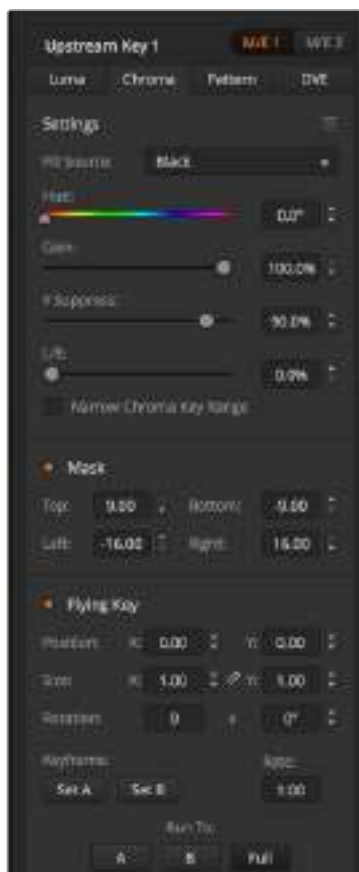 Upstream Key 1 M/E 1 M/E 2
Luma Chroma Pattern DVE
Settings
Fill Source: Black
Hue: 0.0°
Gain: 100.0%
Y Suppress: 90.0%
Lift: 0.0%
Narrow Chroma Key Range
Mask
Top: 9.00 Bottom: -9.00
Left: -16.00 Right: 16.00
Flying Key
Position: X: 0.00 Y: 0.00
Size: X: 1.00 Y: 1.00
Rotation: 0 x 0°
Keyframe: Rate:
Set A Set B 1:00
Run To:
A B Full